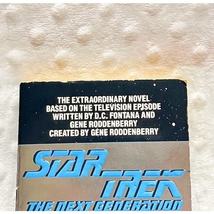 THE EXTRAORDINARY NOVEL
BASED ON THE TELEVISION EPISODE
WRITTEN BY D.C. FONTANA AND
GENE RODDENBERRY
CREATED BY GENE RODDENBERRY
STAR
TREK
THE NEXT GENERATION